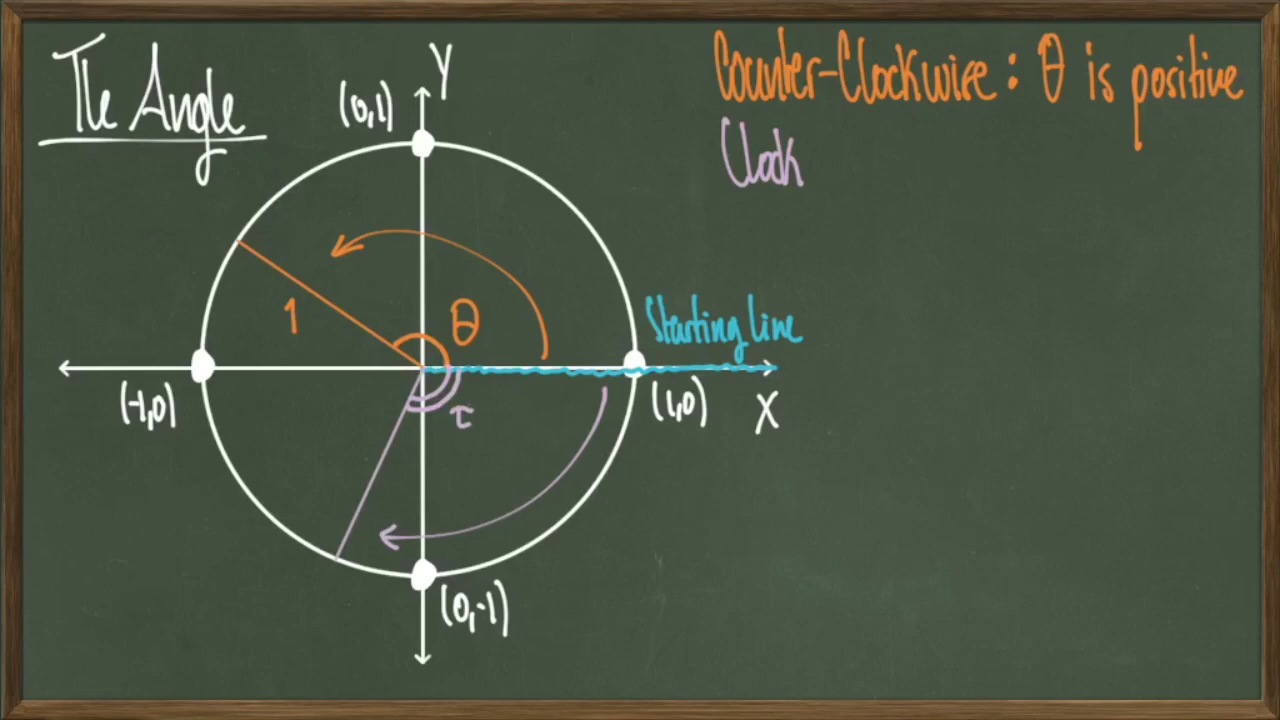 The Angle
Counter-Clockwise: θ is positive
Clock
Y
(0,1)
1
θ
Starting line
(-1,0)
τ
(1,0)
X
(0,-1)